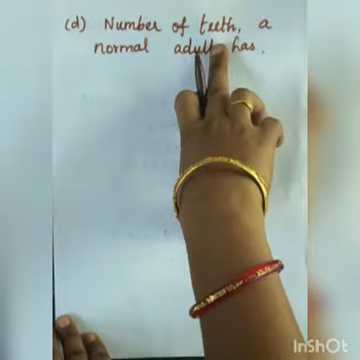 (d) Number of teeth, a
normal adult has.
InShOt